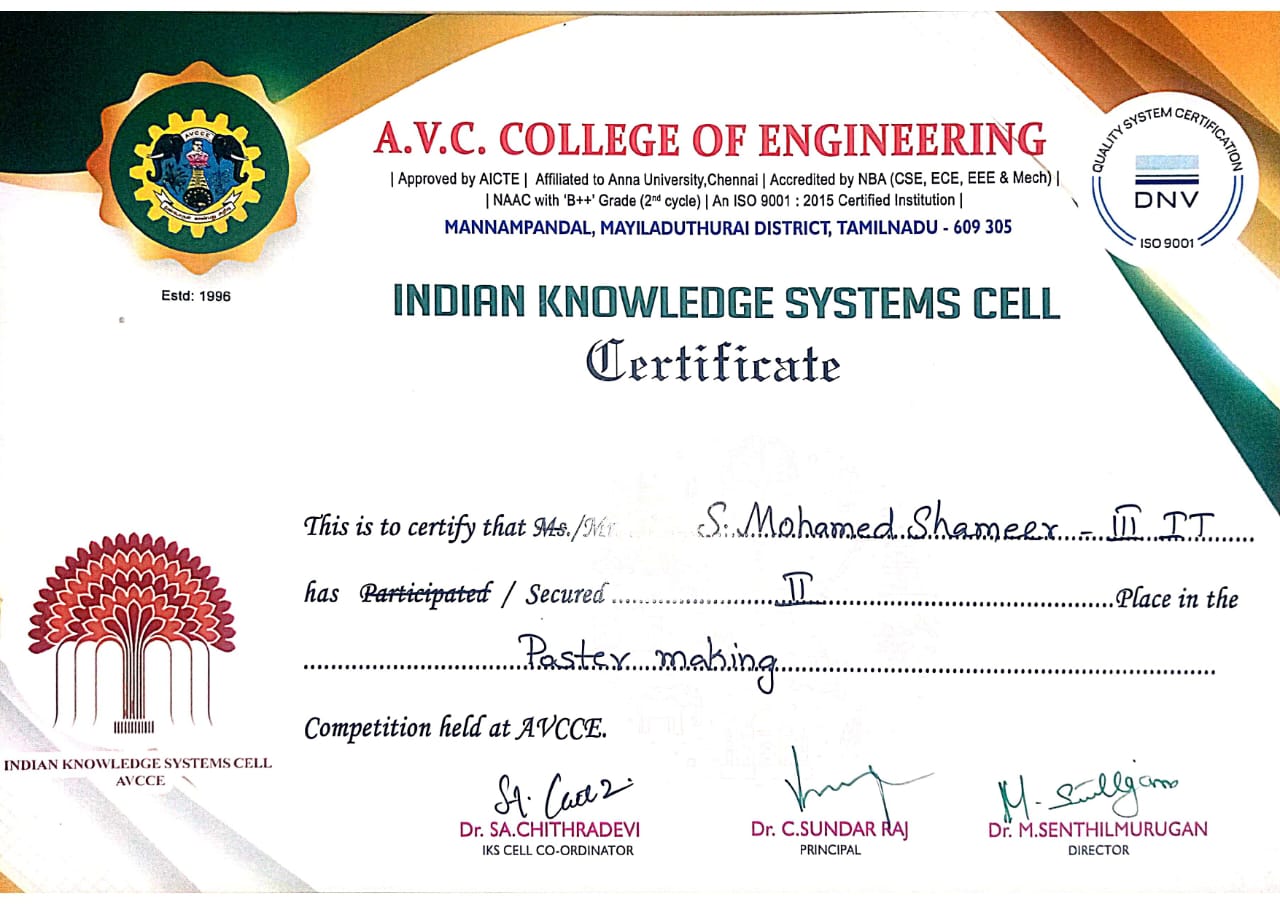 AVCCE
Estd: 1996
A.V.C. COLLEGE OF ENGINEERING
| Approved by AICTE | Affiliated to Anna University,Chennai | Accredited by NBA (CSE, ECE, EEE & Mech) |
| NAAC with 'B++' Grade (2nd cycle) | An ISO 9001 : 2015 Certified Institution |
MANNAMPANDAL, MAYILADUTHURAI DISTRICT, TAMILNADU - 609 305
QUALITY SYSTEM CERTIFICATION
DNV
ISO 9001
INDIAN KNOWLEDGE SYSTEMS CELL
Certificate
This is to certify that Ms./Mr. S. Mohamed Shameer - III IT
has Participated / Secured II Place in the
Poster making
Competition held at AVCCE.
INDIAN KNOWLEDGE SYSTEMS CELL
AVCCE
Dr. SA.CHITHRADEVI
IKS CELL CO-ORDINATOR
Dr. C.SUNDAR RAJ
PRINCIPAL
Dr. M.SENTHILMURUGAN
DIRECTOR